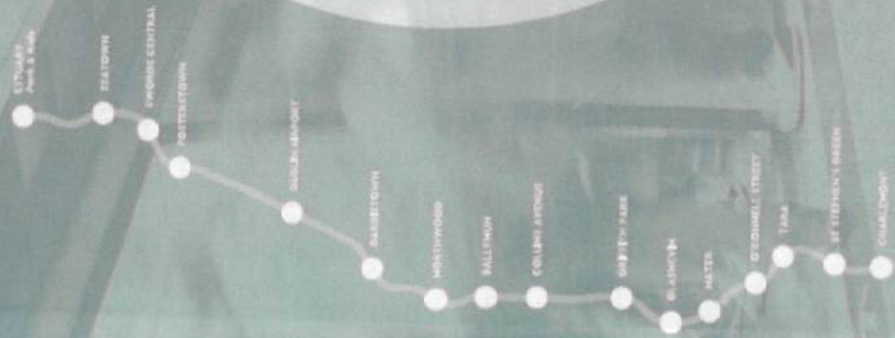 ESTUARY
Park & Ride
SEATOWN
SWORDS CENTRAL
FOSTERSTOWN
DUBLIN AIRPORT
DARDISTOWN
NORTHWOOD
BALLYMUN
COLLINS AVENUE
GRIFFITH PARK
GLASNEVIN
MATER
O'CONNELL STREET
TARA
ST STEPHEN'S GREEN
CHARLEMONT